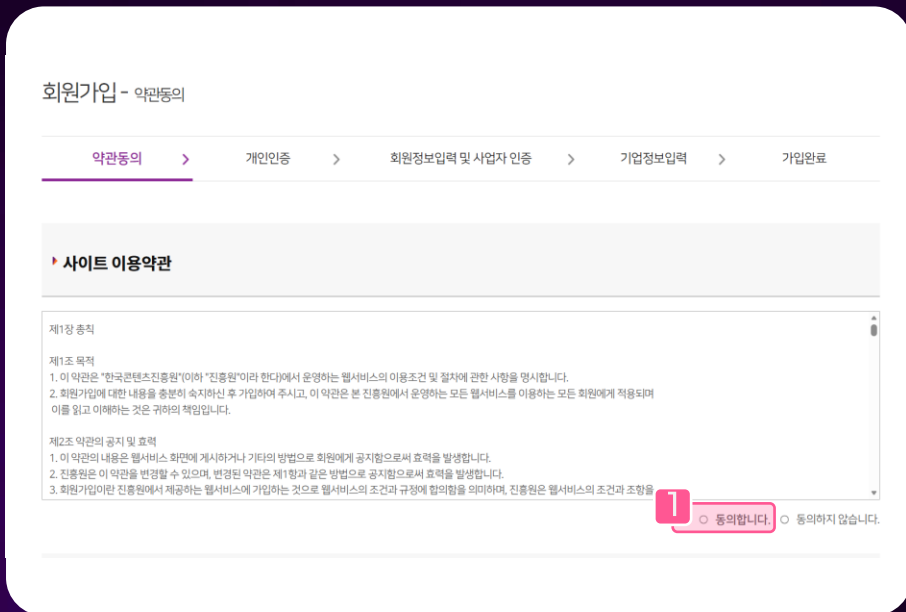 회원가입 - 약관동의
약관동의 > 개인인증 > 회원정보입력 및 사업자 인증 > 기업정보입력 > 가입완료
사이트 이용약관
제1장 총칙
제1조 목적
1. 이 약관은 "한국콘텐츠진흥원"(이하 "진흥원"이라 한다)에서 운영하는 웹서비스의 이용조건 및 절차에 관한 사항을 명시합니다.
2. 회원가입에 대한 내용을 충분히 숙지하신 후 가입하여 주시고, 이 약관은 본 진흥원에서 운영하는 모든 웹서비스를 이용하는 모든 회원에게 적용되며
이를 읽고 이해하는 것은 귀하의 책임입니다.
제2조 약관의 공지 및 효력
1. 이 약관의 내용은 웹서비스 화면에 게시하거나 기타의 방법으로 회원에게 공지함으로써 효력을 발생합니다.
2. 진흥원은 이 약관을 변경할 수 있으며, 변경된 약관은 제1항과 같은 방법으로 공지함으로써 효력을 발생합니다.
3. 회원가입이란 진흥원에서 제공하는 웹서비스에 가입하는 것으로 웹서비스의 조건과 규정에 합의함을 의미하며, 진흥원은 웹서비스의 조건과 조항을
1
동의합니다. 동의하지 않습니다.